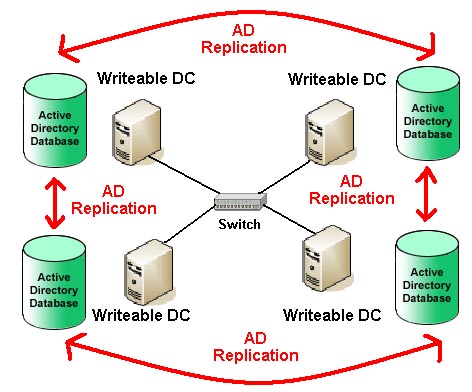 AD
Replication
Writeable DC
Writeable DC
Active
Directory
Database
Active
Directory
Database
AD
Replication
AD
Replication
Switch
Active
Directory
Database
Active
Directory
Database
Writeable DC
Writeable DC
AD
Replication